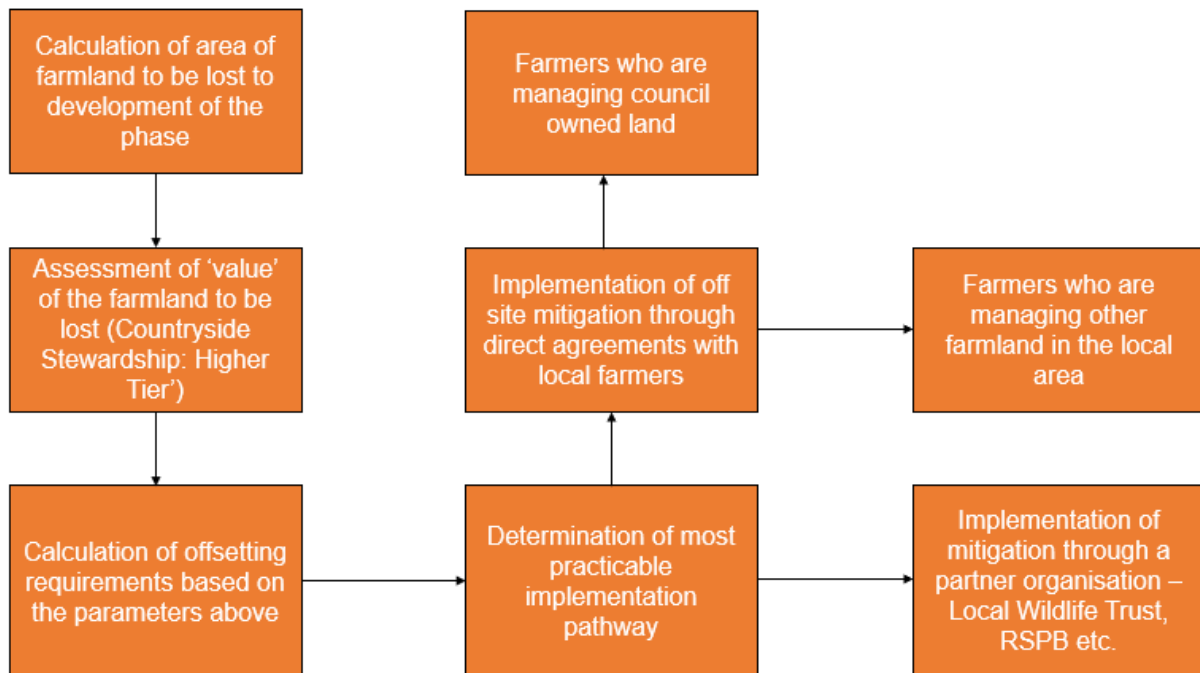 Calculation of area of
farmland to be lost to
development of the
phase
Assessment of ‘value’
of the farmland to be
lost (Countryside
Stewardship: Higher
Tier’)
Calculation of offsetting
requirements based on
the parameters above
Determination of most
practicable
implementation
pathway
Implementation of off
site mitigation through
direct agreements with
local farmers
Farmers who are
managing council
owned land
Farmers who are
managing other
farmland in the local
area
Implementation of
mitigation through a
partner organisation –
Local Wildlife Trust,
RSPB etc.